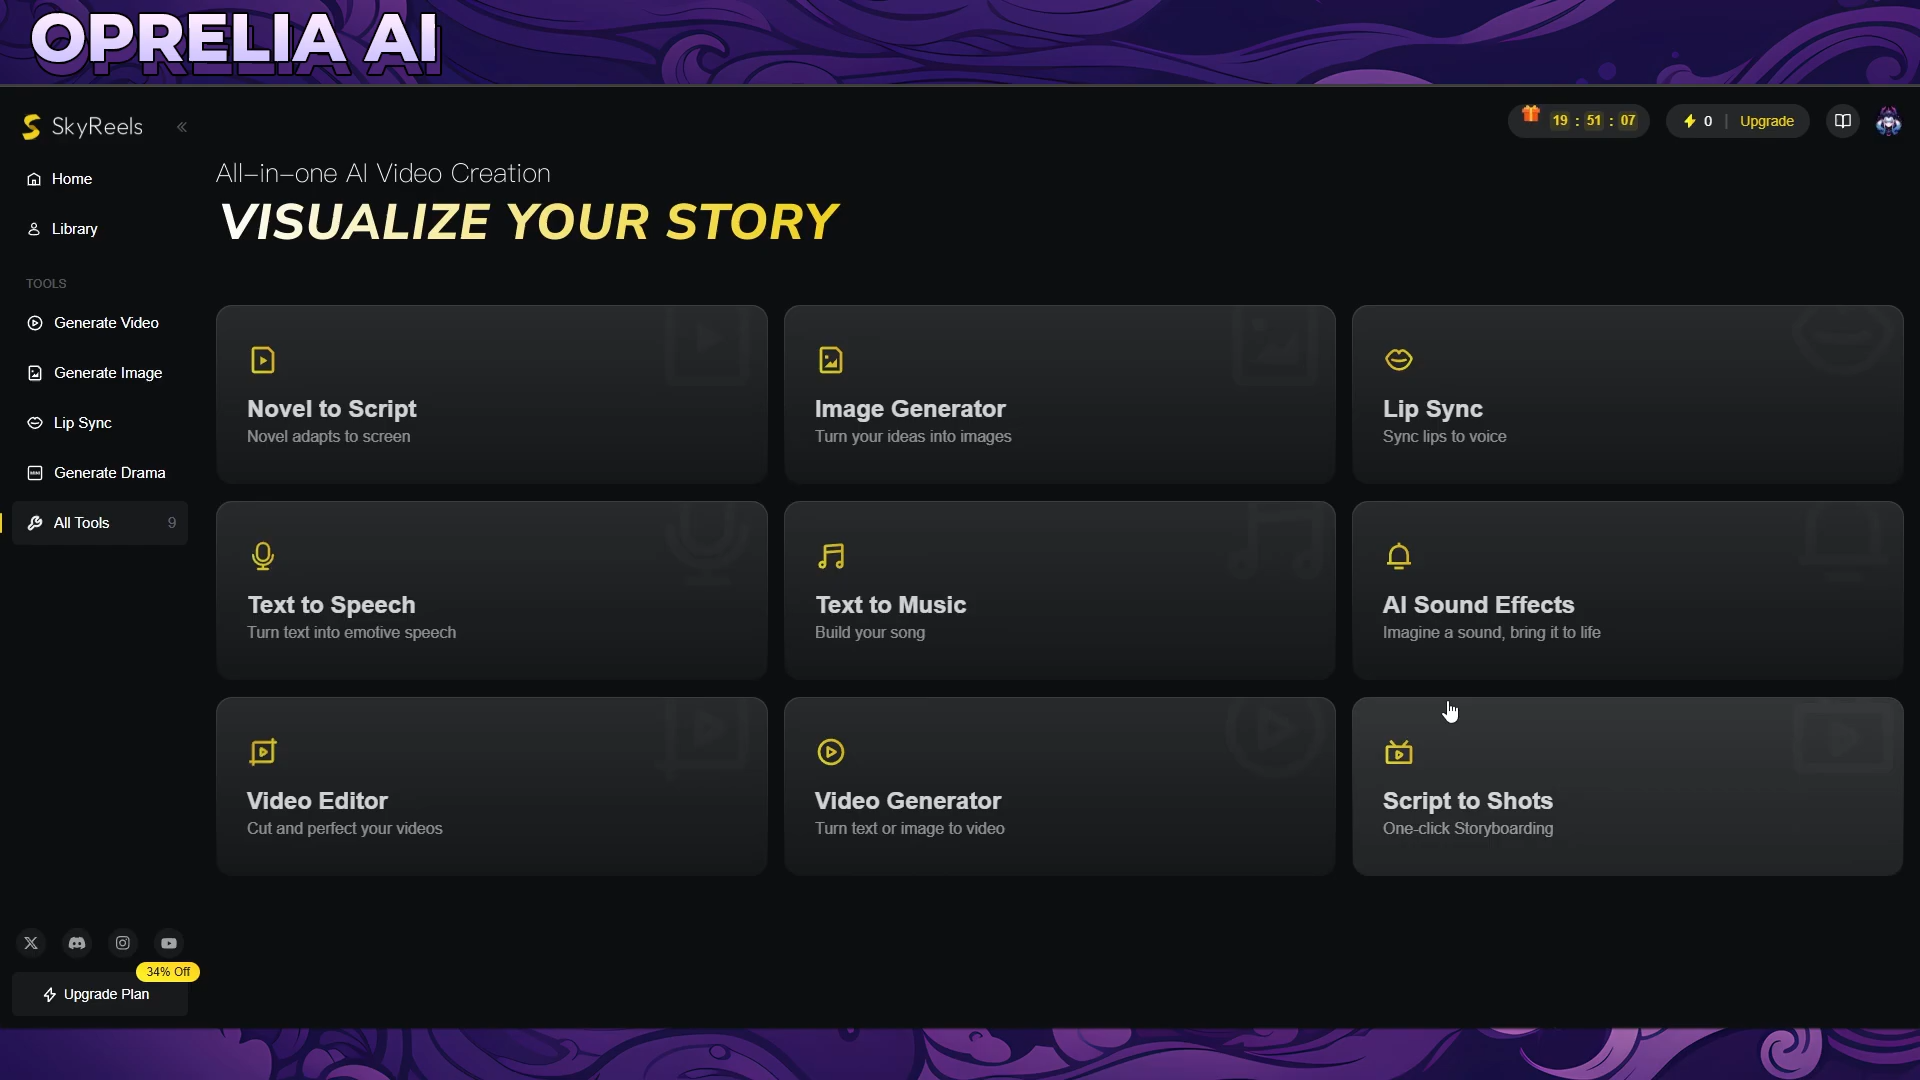 OPRELIA AI
SkyReels
19 : 51 : 07
0 | Upgrade
Home
Library
TOOLS
Generate Video
Generate Image
Lip Sync
Generate Drama
All Tools 9
All-in-one AI Video Creation
VISUALIZE YOUR STORY
Novel to Script
Novel adapts to screen
Image Generator
Turn your ideas into images
Lip Sync
Sync lips to voice
Text to Speech
Turn text into emotive speech
Text to Music
Build your song
AI Sound Effects
Imagine a sound, bring it to life
Video Editor
Cut and perfect your videos
Video Generator
Turn text or image to video
Script to Shots
One-click Storyboarding
34% Off
Upgrade Plan